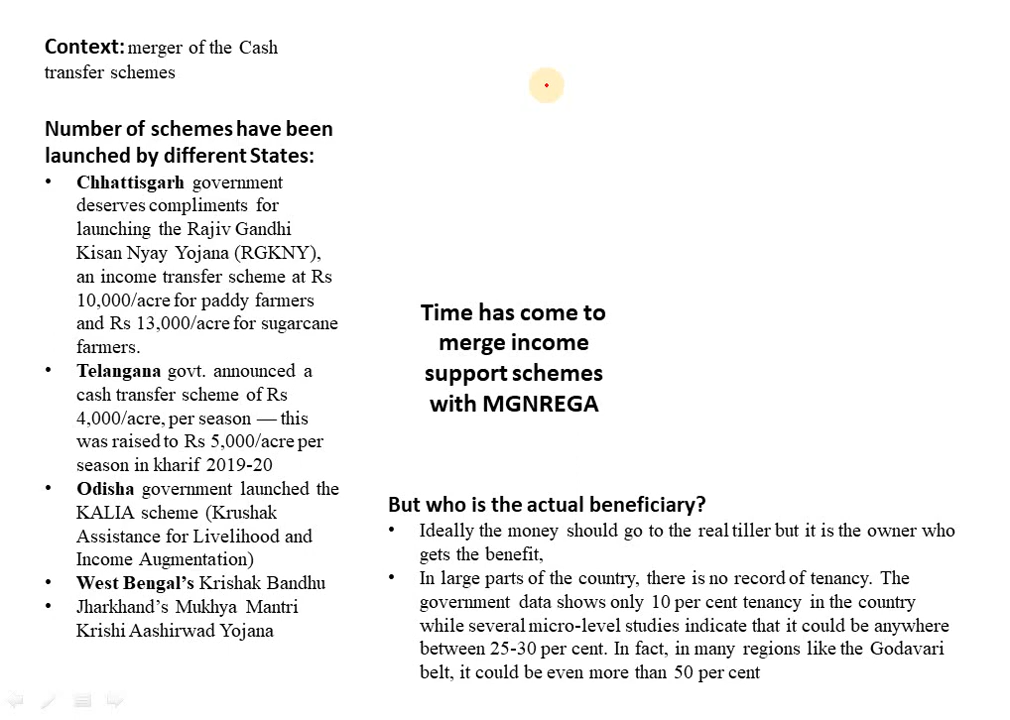 Context: merger of the Cash
transfer schemes
Number of schemes have been
launched by different States:
• Chhattisgarh government
deserves compliments for
launching the Rajiv Gandhi
Kisan Nyay Yojana (RGKNY),
an income transfer scheme at Rs
10,000/acre for paddy farmers
and Rs 13,000/acre for sugarcane
farmers.
• Telangana govt. announced a
cash transfer scheme of Rs
4,000/acre, per season — this
was raised to Rs 5,000/acre per
season in kharif 2019-20
• Odisha government launched the
KALIA scheme (Krushak
Assistance for Livelihood and
Income Augmentation)
• West Bengal's Krishak Bandhu
• Jharkhand's Mukhya Mantri
Krishi Aashirwad Yojana
Time has come to
merge income
support schemes
with MGNREGA
But who is the actual beneficiary?
• Ideally the money should go to the real tiller but it is the owner who
gets the benefit,
• In large parts of the country, there is no record of tenancy. The
government data shows only 10 per cent tenancy in the country
while several micro-level studies indicate that it could be anywhere
between 25-30 per cent. In fact, in many regions like the Godavari
belt, it could be even more than 50 per cent